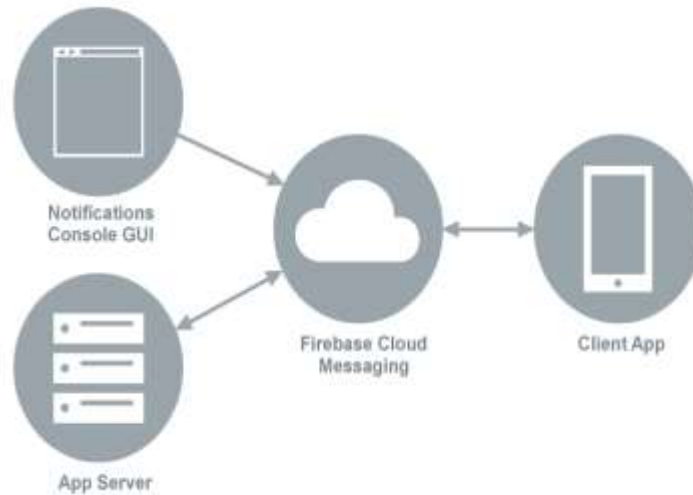 Notifications
Console GUI
Firebase Cloud
Messaging
Client App
App Server